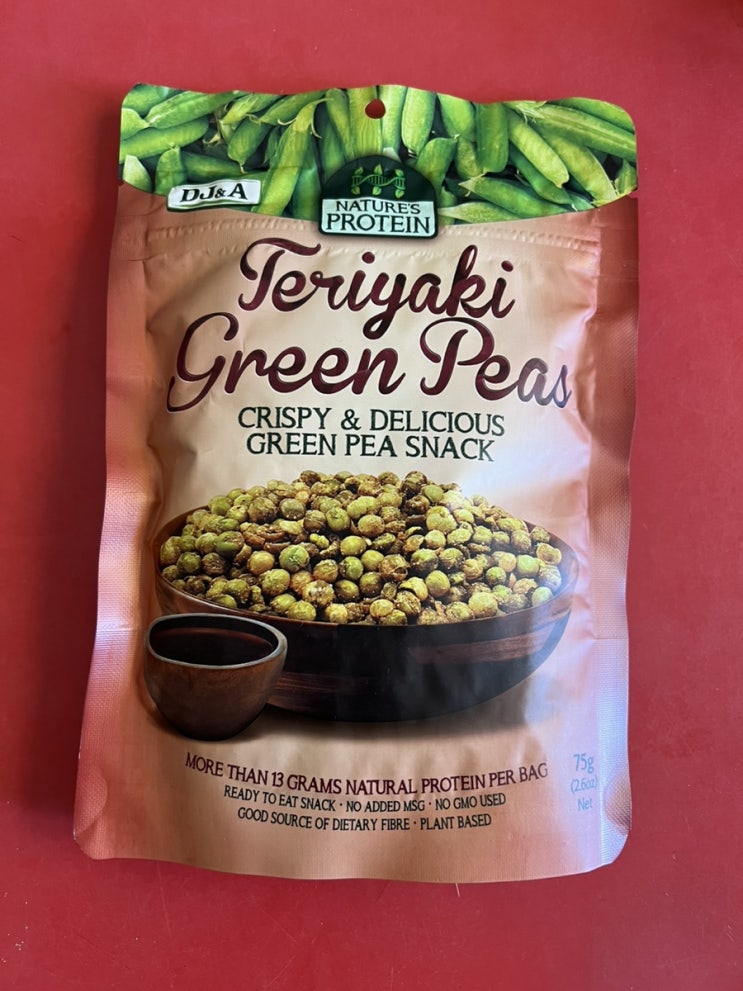 DJ&A
NATURE'S
PROTEIN
Teriyaki
Green Peas
CRISPY & DELICIOUS
GREEN PEA SNACK
MORE THAN 13 GRAMS NATURAL PROTEIN PER BAG
READY TO EAT SNACK · NO ADDED MSG · NO GMO USED
GOOD SOURCE OF DIETARY FIBRE · PLANT BASED
75g
(2.6oz)
Net